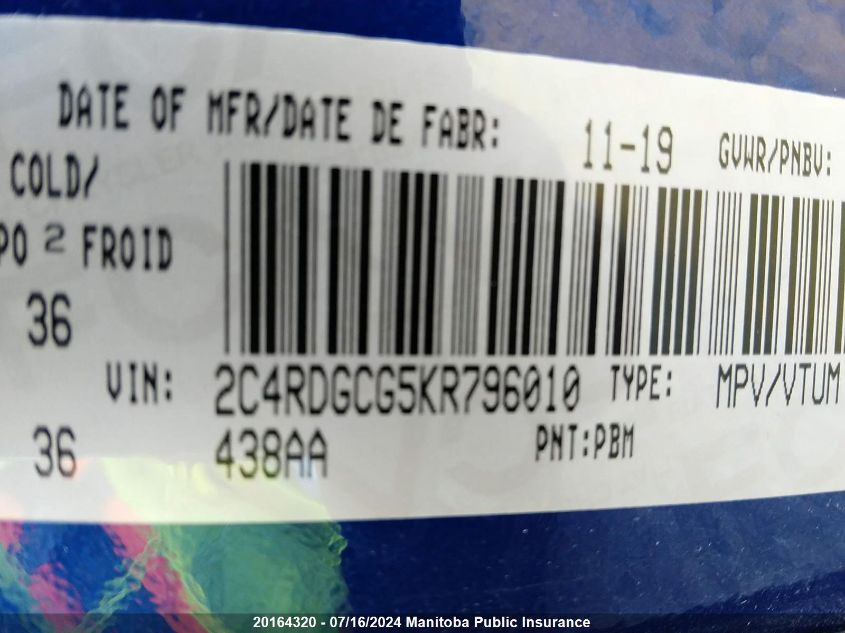 DATE OF MFR/DATE DE FABR: 11-19 GVWR/PNBV:
COLD/
PO 2 FROID
36
VIN: 2C4RDGCG5KR796010 TYPE: MPV/VTUM
36 438AA PNT:PBM
20164320 - 07/16/2024 Manitoba Public Insurance